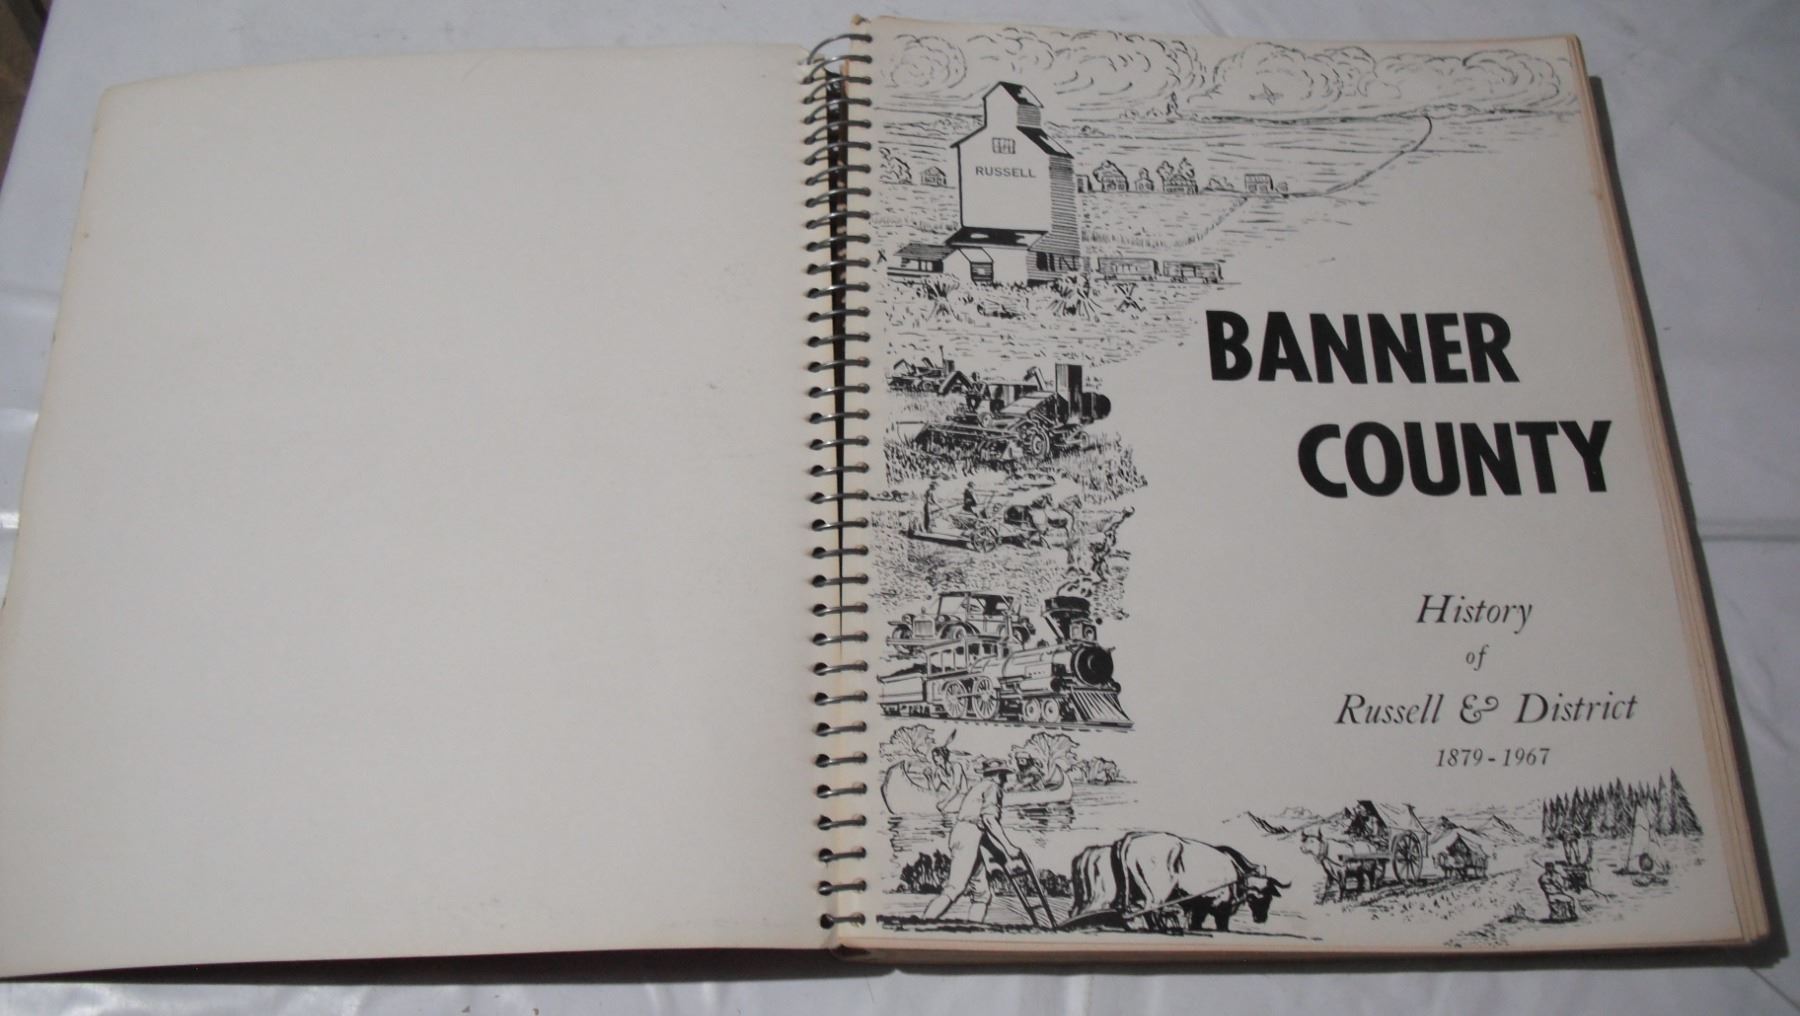 RUSSELL
BANNER
COUNTY
History
of
Russell & District
1879-1967